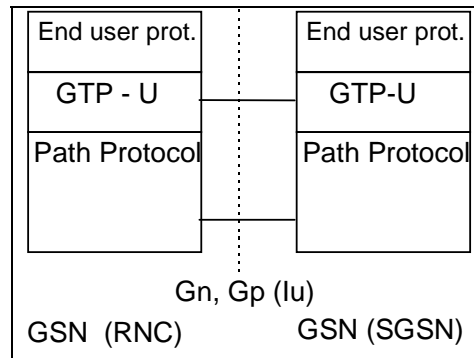 End user prot.
End user prot.
GTP - U
GTP-U
Path Protocol
Path Protocol
Gn, Gp (Iu)
GSN (RNC)
GSN (SGSN)